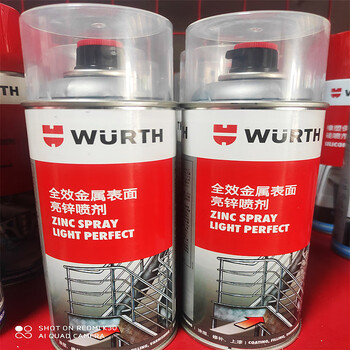 WÜRTH
全效金属表面
亮锌喷剂
ZINC SPRAY
LIGHT PERFECT
WÜRTH
全效金属表面
亮锌喷剂
ZINC SPRAY
LIGHT PERFECT
SHOT ON REDMI K30
AI QUAD CAMERA